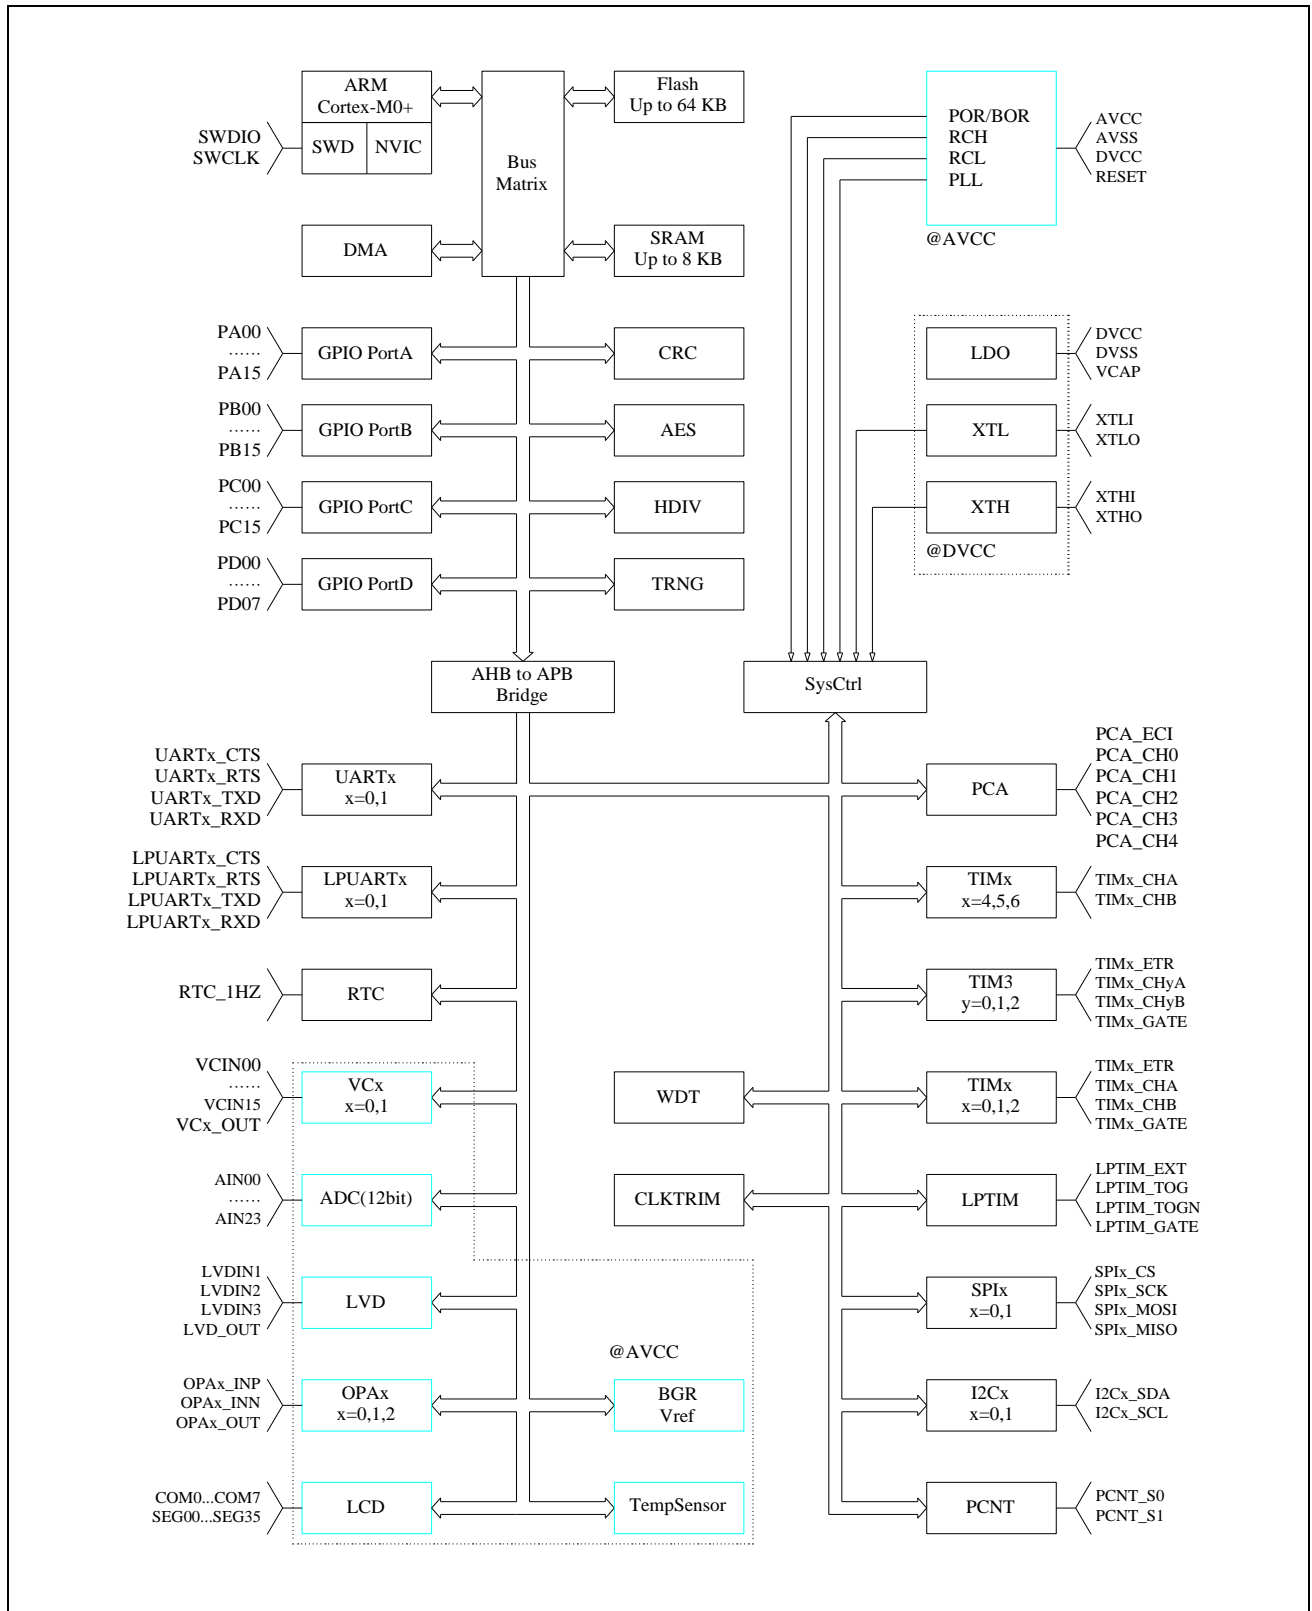 ARM
Cortex-M0+
SWDIO
SWCLK
SWD
NVIC
Bus
Matrix
Flash
Up to 64 KB
POR/BOR
RCH
RCL
PLL
AVCC
AVSS
DVCC
RESET
@AVCC
DMA
SRAM
Up to 8 KB
PA00
......
PA15
GPIO PortA
CRC
LDO
DVCC
DVSS
VCAP
PB00
......
PB15
GPIO PortB
AES
XTL
XTLI
XTLO
PC00
......
PC15
GPIO PortC
HDIV
XTH
XTHI
XTHO
@DVCC
PD00
......
PD07
GPIO PortD
TRNG
AHB to APB
Bridge
SysCtrl
UARTx_CTS
UARTx_RTS
UARTx_TXD
UARTx_RXD
UARTx
x=0,1
PCA
PCA_ECI
PCA_CH0
PCA_CH1
PCA_CH2
PCA_CH3
PCA_CH4
LPUARTx_CTS
LPUARTx_RTS
LPUARTx_TXD
LPUARTx_RXD
LPUARTx
x=0,1
TIMx
x=4,5,6
TIMx_CHA
TIMx_CHB
RTC_1HZ
RTC
TIM3
y=0,1,2
TIMx_ETR
TIMx_CHyA
TIMx_CHyB
TIMx_GATE
VCIN00
......
VCIN15
VCx_OUT
VCx
x=0,1
WDT
TIMx
x=0,1,2
TIMx_ETR
TIMx_CHA
TIMx_CHB
TIMx_GATE
AIN00
......
AIN23
ADC(12bit)
CLKTRIM
LPTIM
LPTIM_EXT
LPTIM_TOG
LPTIM_TOGN
LPTIM_GATE
LVDIN1
LVDIN2
LVDIN3
LVD_OUT
LVD
SPIx
x=0,1
SPIx_CS
SPIx_SCK
SPIx_MOSI
SPIx_MISO
@AVCC
OPAx_INP
OPAx_INN
OPAx_OUT
OPAx
x=0,1,2
BGR
Vref
I2Cx
x=0,1
I2Cx_SDA
I2Cx_SCL
COM0...COM7
SEG00...SEG35
LCD
TempSensor
PCNT
PCNT_S0
PCNT_S1